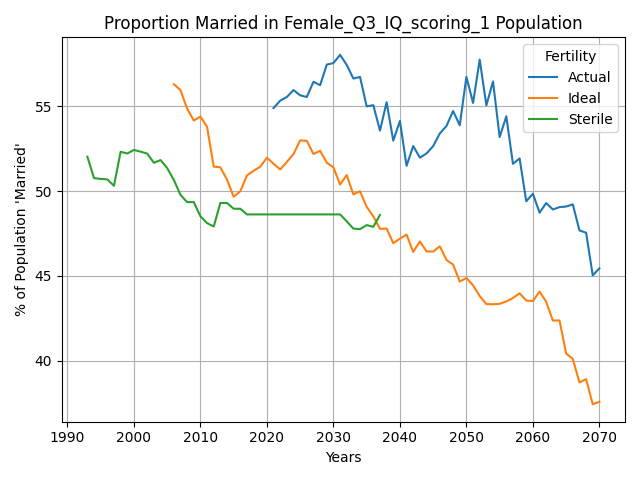 Proportion Married in Female_Q3_IQ_scoring_1 Population
% of Population 'Married'
55
50
45
40
Fertility
Actual
Ideal
Sterile
1990 2000 2010 2020 2030 2040 2050 2060 2070
Years